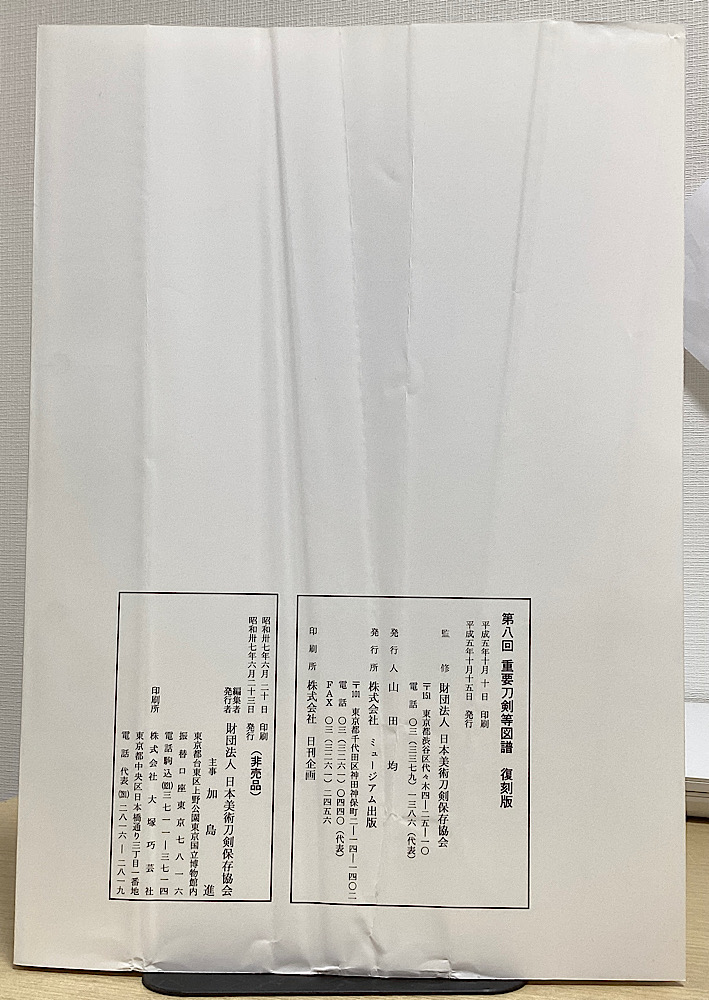 第八回 重要刀剣等図譜 復刻版
平成五年十月十日 印刷
平成五年十月十五日 発行
監修 財団法人 日本美術刀剣保存協会
〒151 東京都渋谷区代々木四―二五―一〇
電話 〇三(三三七九)一三八六(代表)
発行人 山田均
発行所 株式会社 ミュージアム出版
〒101 東京都千代田区神田神保町二―一四―一四〇二
電話 〇三(三二六一)〇四四〇(代表)
FAX 〇三(三二六一)二四五六
印刷所 株式会社 日刊企画
昭和卅七年六月二十日 印刷
昭和卅七年六月二十三日 発行
(非売品)
編集者
発行者 財団法人 日本美術刀剣保存協会
主事 加島進
東京都台東区上野公園東京国立博物館内
振替口座東京七八一六
電話駒込(821)三七一一―三七一四
印刷所 株式会社 大塚巧芸社
東京都中央区日本橋通り三丁目一番地
電話 代表(271)二八一六―二八一九